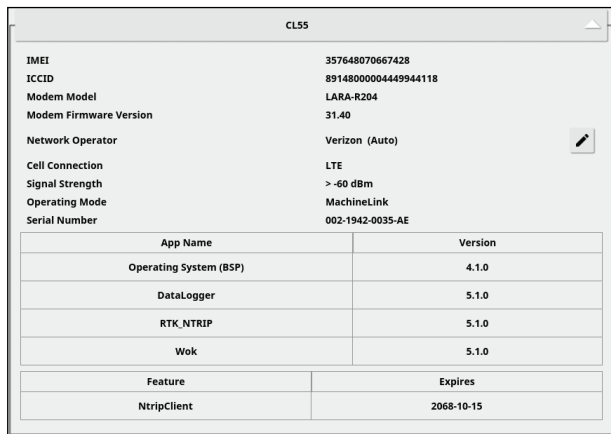 CL55
IMEI 357648070667428
ICCID 89148000004449944118
Modem Model LARA-R204
Modem Firmware Version 31.40
Network Operator Verizon (Auto)
Cell Connection LTE
Signal Strength > -60 dBm
Operating Mode MachineLink
Serial Number 002-1942-0035-AE
App Name Version
Operating System (BSP) 4.1.0
DataLogger 5.1.0
RTK_NTRIP 5.1.0
Wok 5.1.0
Feature Expires
NtripClient 2068-10-15